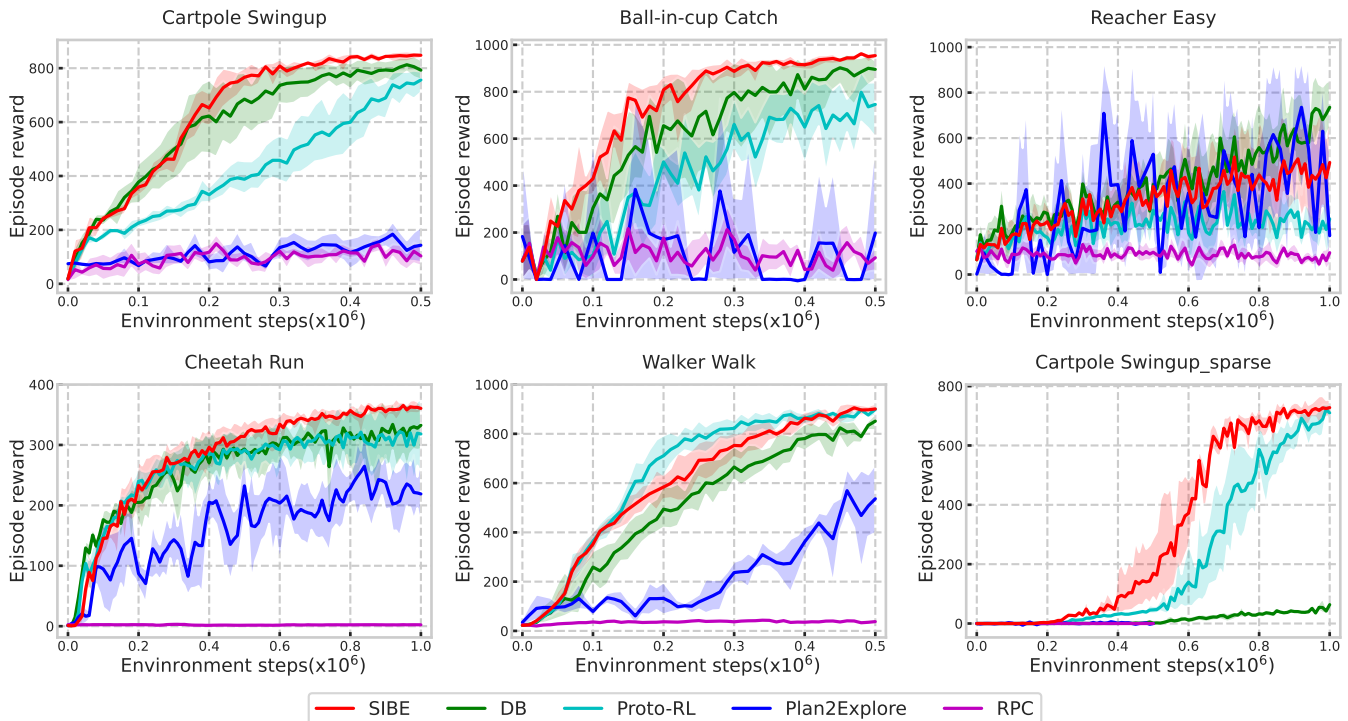 Cartpole Swingup
Episode reward
800
600
400
200
0
0.0 0.1 0.2 0.3 0.4 0.5
Envinronment steps(x10⁶)
Ball-in-cup Catch
Episode reward
1000
800
600
400
200
0
0.0 0.1 0.2 0.3 0.4 0.5
Envinronment steps(x10⁶)
Reacher Easy
Episode reward
1000
800
600
400
200
0
0.0 0.2 0.4 0.6 0.8 1.0
Envinronment steps(x10⁶)
Cheetah Run
Episode reward
400
300
200
100
0
0.0 0.2 0.4 0.6 0.8 1.0
Envinronment steps(x10⁶)
Walker Walk
Episode reward
1000
800
600
400
200
0
0.0 0.1 0.2 0.3 0.4 0.5
Envinronment steps(x10⁶)
Cartpole Swingup_sparse
Episode reward
800
600
400
200
0
0.0 0.2 0.4 0.6 0.8 1.0
Envinronment steps(x10⁶)
SIBE DB Proto-RL Plan2Explore RPC